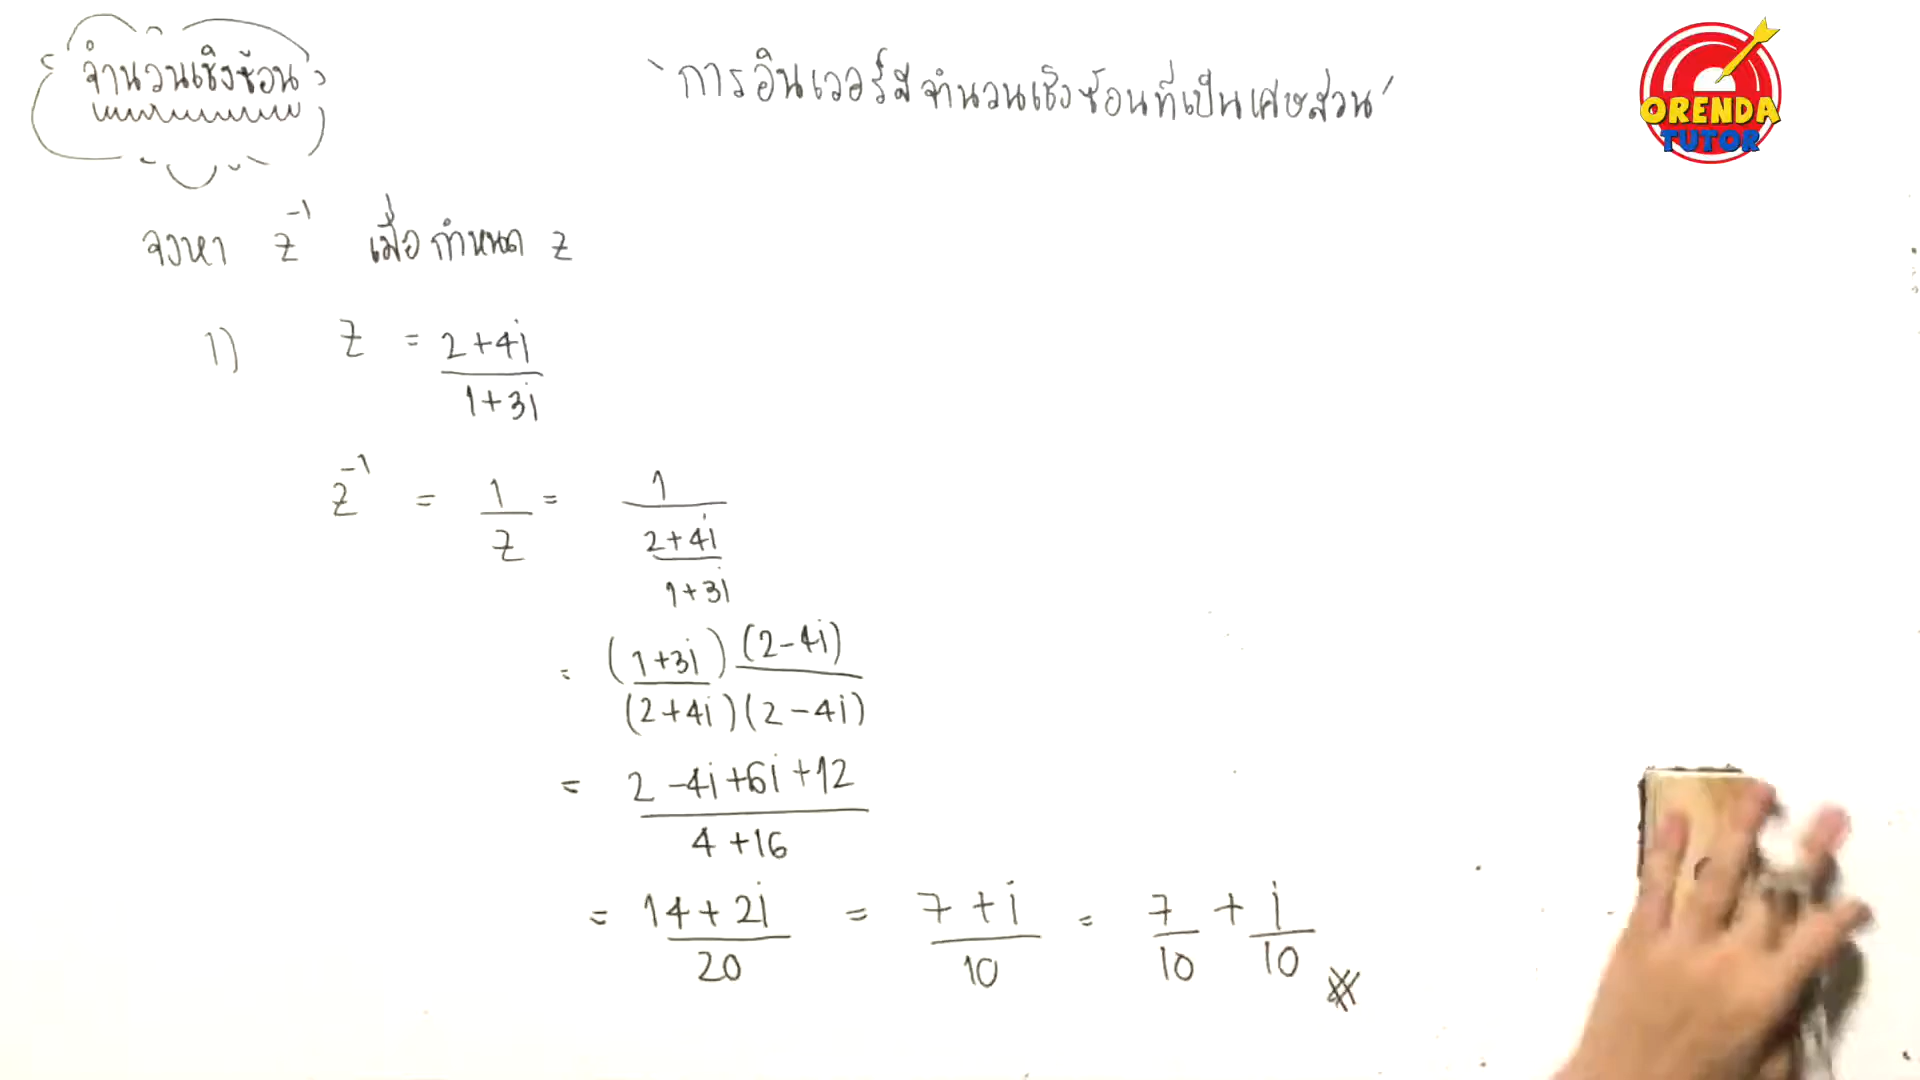 จำนวนเชิงซ้อน
"การอินเวอร์สจำนวนเชิงซ้อนที่เป็นเศษส่วน"
ORENDA
TUTOR
จงหา z⁻¹ เมื่อกำหนด z
1) z = (2+4i)/(1+3i)
z⁻¹ = 1/z = 1/((2+4i)/(1+3i))
= (1+3i)(2-4i)/(2+4i)(2-4i)
= (2-4i+6i+12)/(4+16)
= (14+2i)/20 = (7+i)/10 = 7/10 + i/10